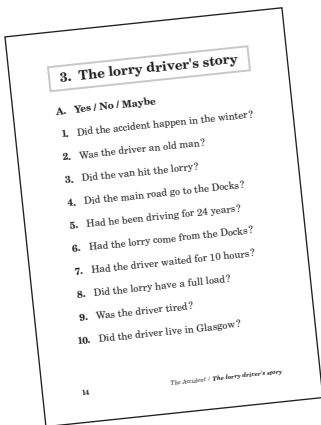 3. The lorry driver's story
A. Yes / No / Maybe
1. Did the accident happen in the winter?
2. Was the driver an old man?
3. Did the van hit the lorry?
4. Did the main road go to the Docks?
5. Had he been driving for 24 years?
6. Had the lorry come from the Docks?
7. Had the driver waited for 10 hours?
8. Did the lorry have a full load?
9. Was the driver tired?
10. Did the driver live in Glasgow?
14 The Accident / The lorry driver's story